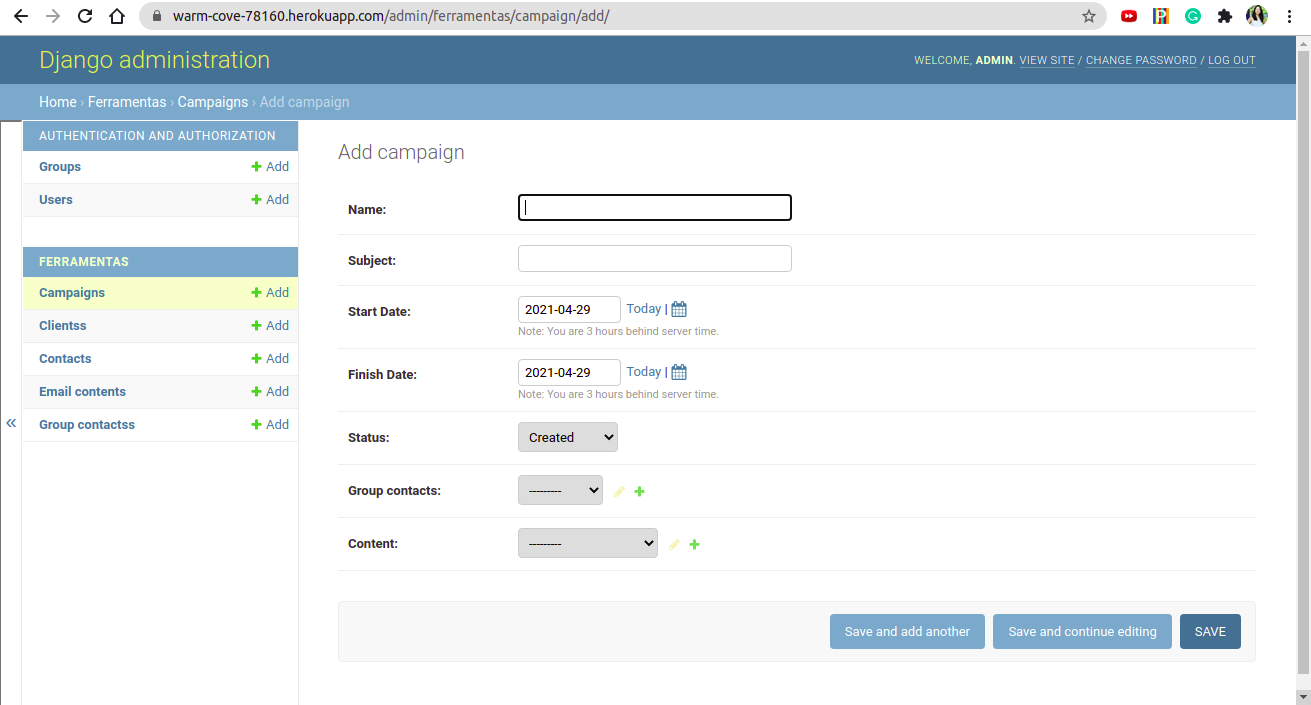 warm-cove-78160.herokuapp.com/admin/ferramentas/campaign/add/
Django administration
WELCOME, ADMIN. VIEW SITE / CHANGE PASSWORD / LOG OUT
Home › Ferramentas › Campaigns › Add campaign
AUTHENTICATION AND AUTHORIZATION
Groups + Add
Users + Add
FERRAMENTAS
Campaigns + Add
Clientss + Add
Contacts + Add
Email contents + Add
Group contactss + Add
«
Add campaign
Name:
Subject:
Start Date: 2021-04-29 Today |
Note: You are 3 hours behind server time.
Finish Date: 2021-04-29 Today |
Note: You are 3 hours behind server time.
Status: Created
Group contacts: ---------
Content: ---------
Save and add another Save and continue editing SAVE